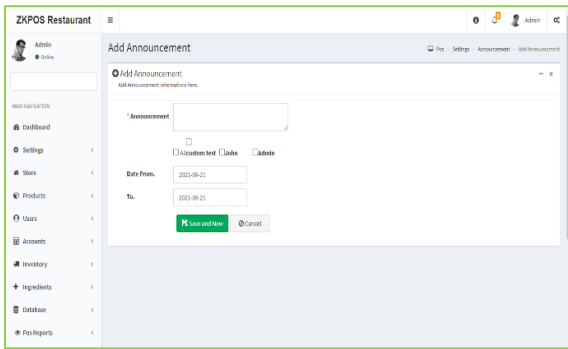 ZKPOS Restaurant
Admin
Admin
Online
Add Announcement
Pos > Settings > Announcement > Add Announcement
Add Announcement
Add Announcement informations here.
MAIN NAVIGATION
Dashboard
Settings
Store
Products
Users
Accounts
Inventory
Ingredients
Database
Pos Reports
* Announcement
All custom test John Admin
Date From. 2021-09-21
To. 2021-09-21
Save and New Cancel